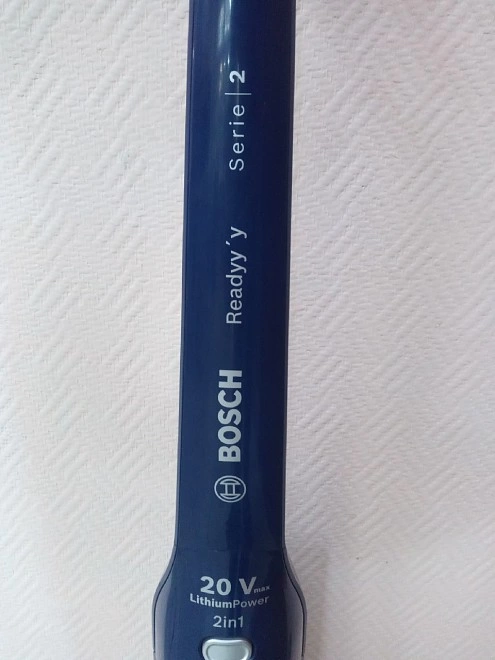 BOSCH Readyy´y Serie | 2
20 Vmax
LithiumPower
2in1